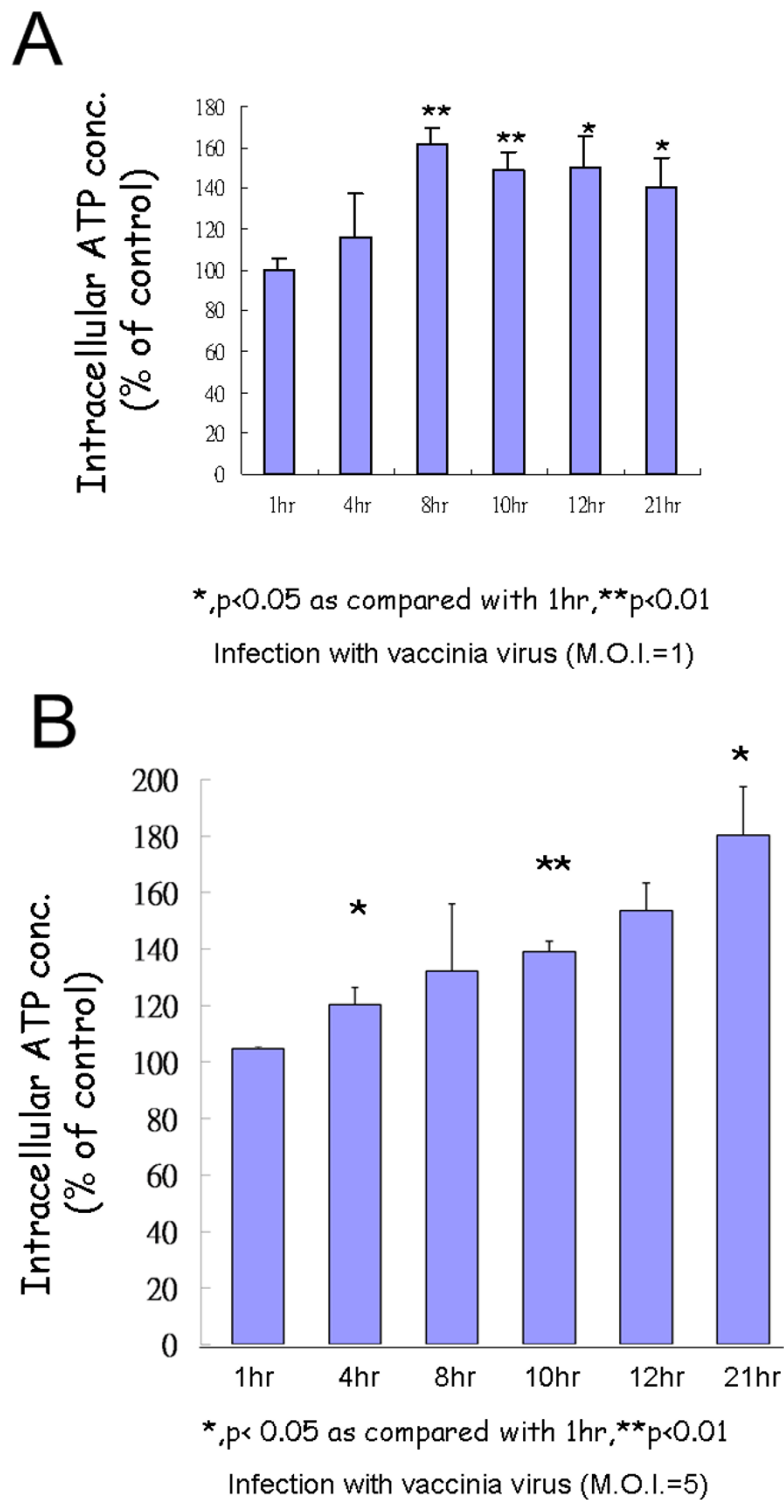 A
Intracellular ATP conc.
(% of control)
180
160
140
120
100
80
60
40
20
0
** ** * *
1hr 4hr 8hr 10hr 12hr 21hr
*,p<0.05 as compared with 1hr,**p<0.01
Infection with vaccinia virus (M.O.I.=1)
B
Intracellular ATP conc.
(% of control)
200
180
160
140
120
100
80
60
40
20
0
* ** *
1hr 4hr 8hr 10hr 12hr 21hr
*,p< 0.05 as compared with 1hr,**p<0.01
Infection with vaccinia virus (M.O.I.=5)